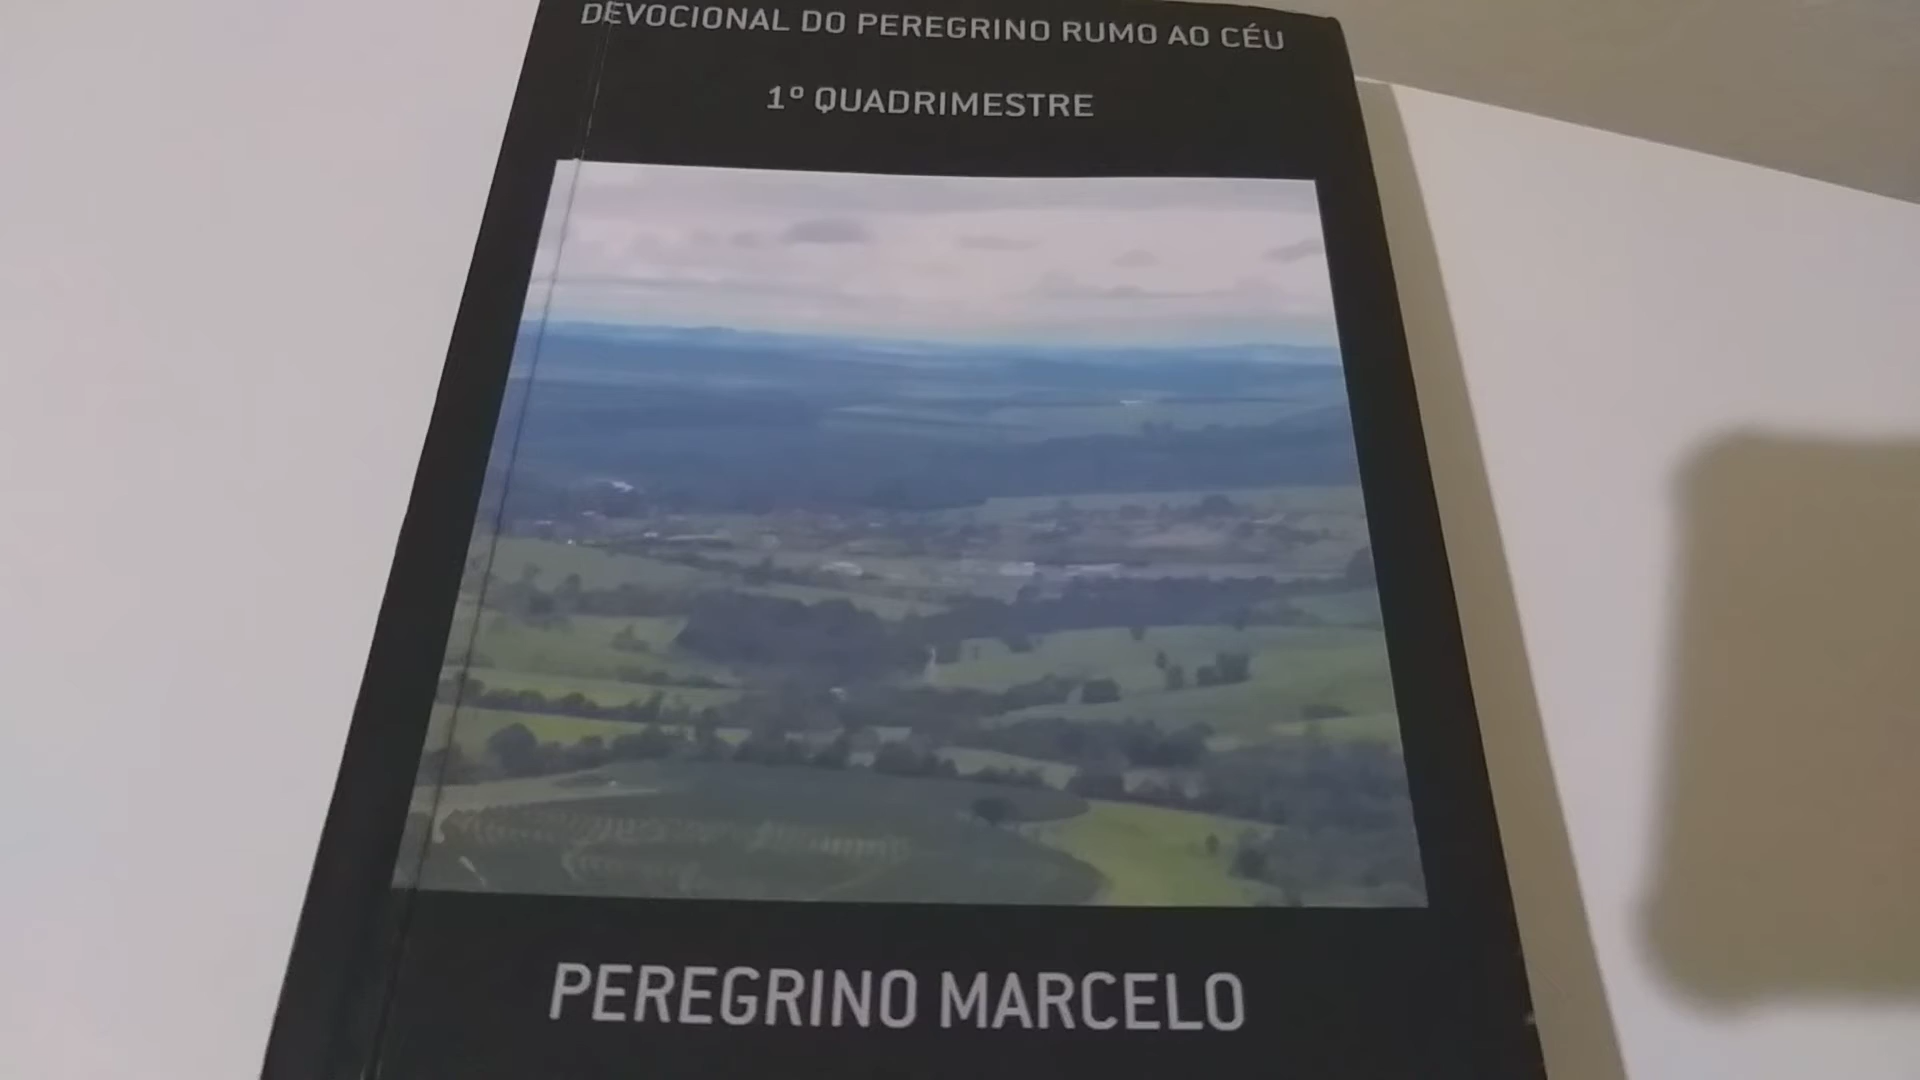 DEVOCIONAL DO PEREGRINO RUMO AO CÉU
1º QUADRIMESTRE
PEREGRINO MARCELO